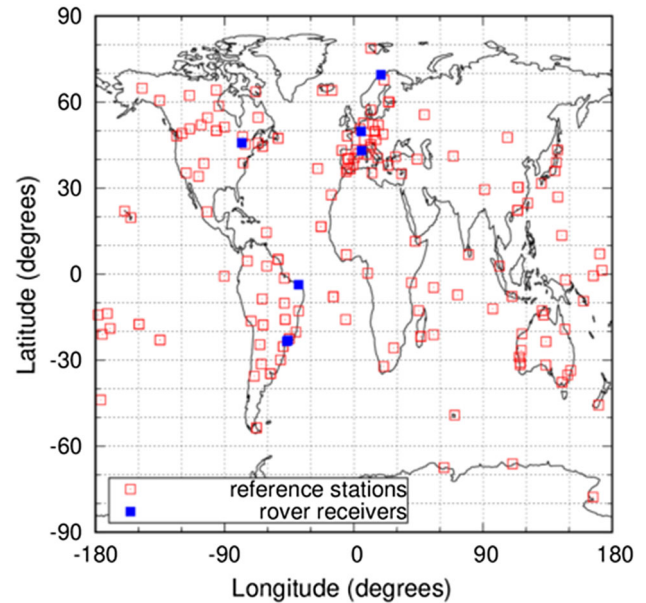 90
60
30
0
-30
-60
-90
Latitude (degrees)
reference stations
rover receivers
-180 -90 0 90 180
Longitude (degrees)